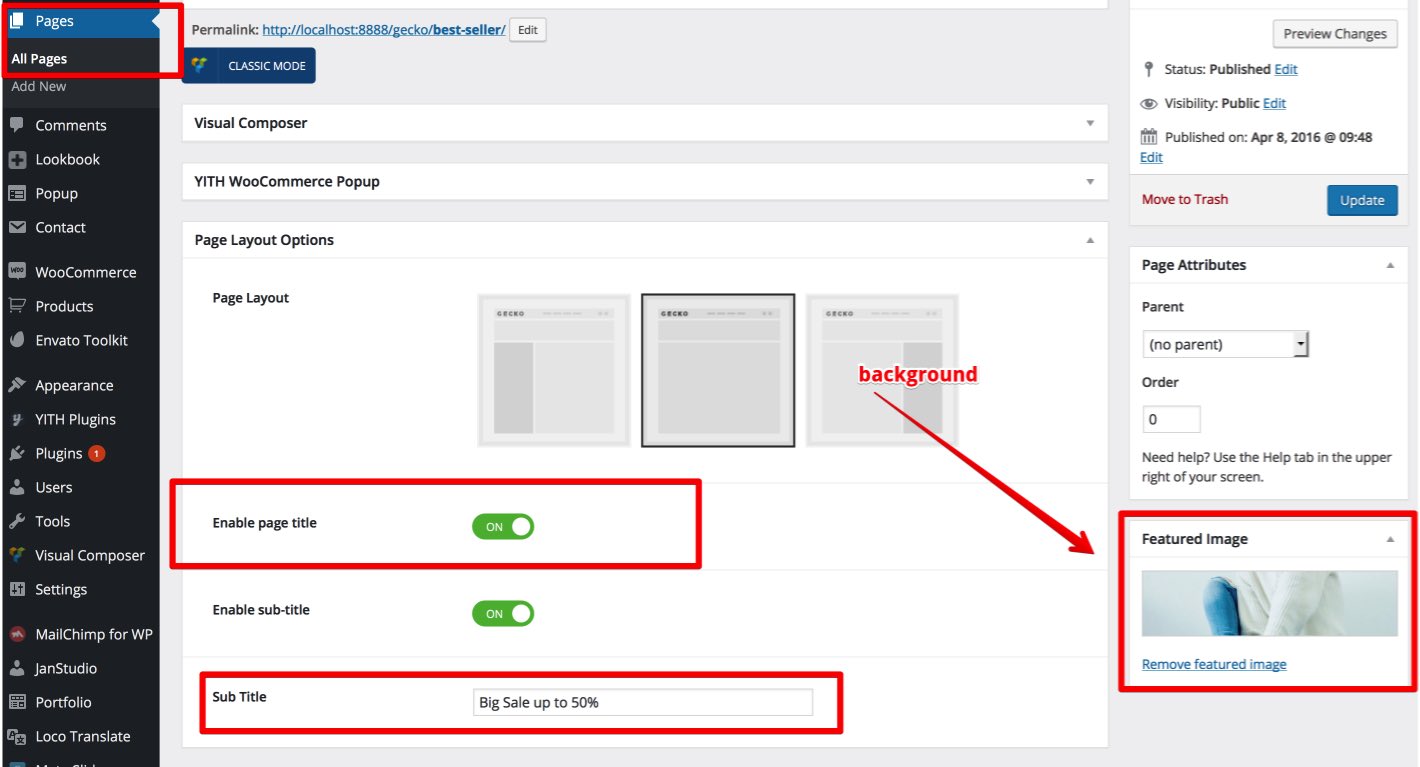 Pages
All Pages
Add New
Comments
Lookbook
Popup
Contact
WOO
WooCommerce
Products
Envato Toolkit
Appearance
YITH Plugins
Plugins 1
Users
Tools
Visual Composer
Settings
MailChimp for WP
JanStudio
Portfolio
Loco Translate
Permalink: http://localhost:8888/gecko/best-seller/ Edit
CLASSIC MODE
Visual Composer
YITH WooCommerce Popup
Page Layout Options
Page Layout
GECKO
GECKO
GECKO
background
Enable page title
ON
Enable sub-title
ON
Sub Title
Big Sale up to 50%
Preview Changes
Status: Published Edit
Visibility: Public Edit
Published on: Apr 8, 2016 @ 09:48
Edit
Move to Trash
Update
Page Attributes
Parent
(no parent)
Order
0
Need help? Use the Help tab in the upper
right of your screen.
Featured Image
Remove featured image